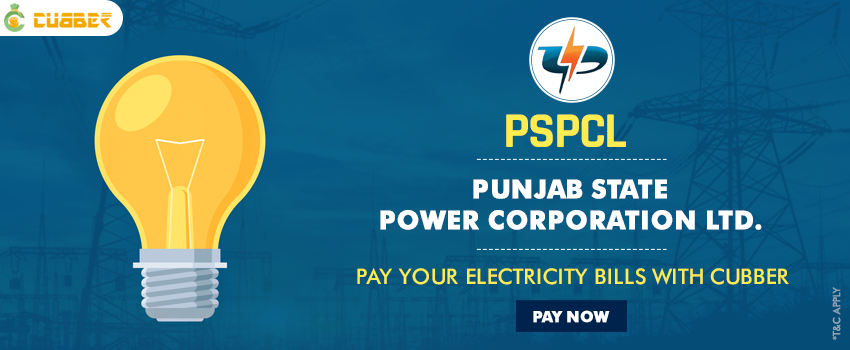 CUBBER
PSPCL
PUNJAB STATE
POWER CORPORATION LTD.
PAY YOUR ELECTRICITY BILLS WITH CUBBER
PAY NOW
*T&C APPLY